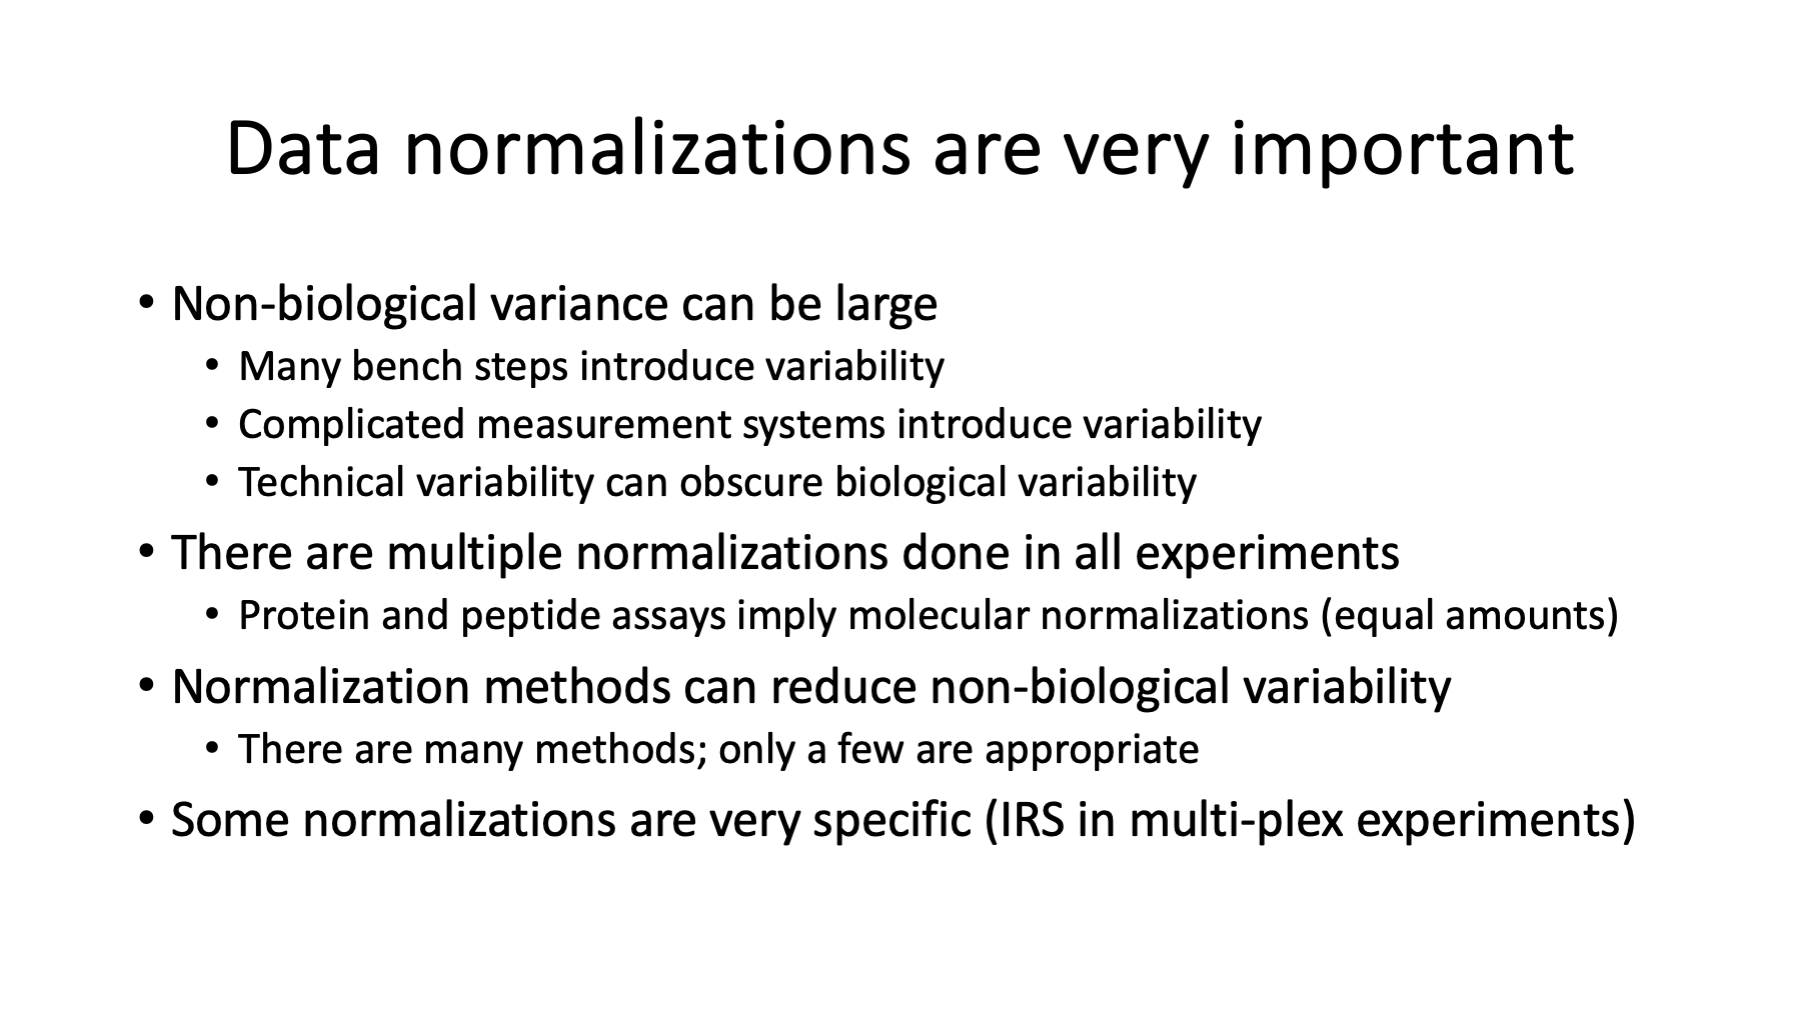 Data normalizations are very important
• Non-biological variance can be large
• Many bench steps introduce variability
• Complicated measurement systems introduce variability
• Technical variability can obscure biological variability
• There are multiple normalizations done in all experiments
• Protein and peptide assays imply molecular normalizations (equal amounts)
• Normalization methods can reduce non-biological variability
• There are many methods; only a few are appropriate
• Some normalizations are very specific (IRS in multi-plex experiments)